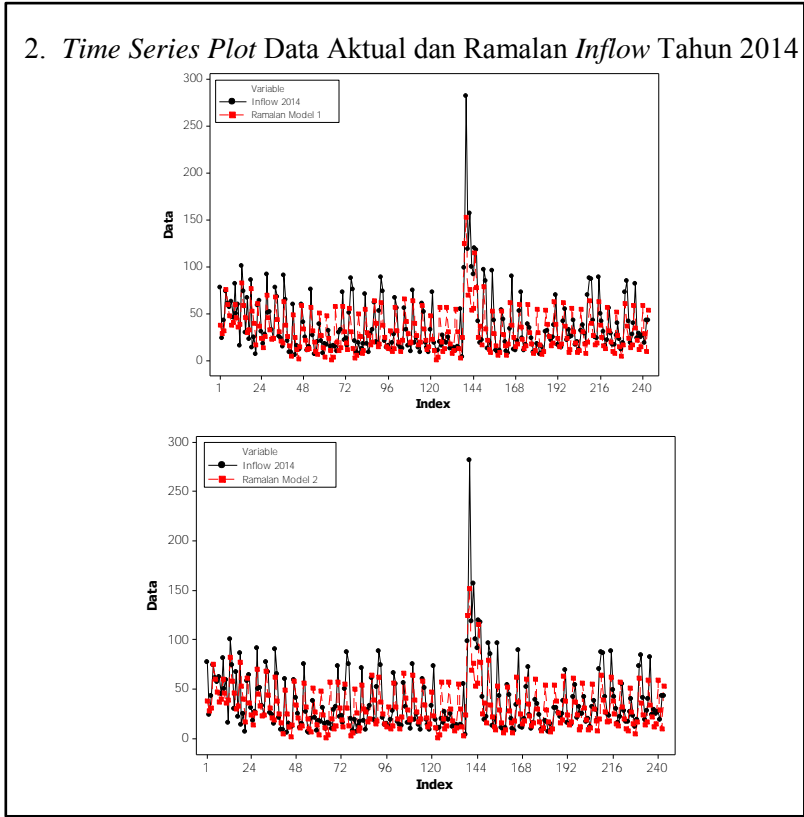 2. Time Series Plot Data Aktual dan Ramalan Inflow Tahun 2014
300
250
200
150
100
50
0
Data
Variable
Inflow 2014
Ramalan Model 1
1 24 48 72 96 120 144 168 192 216 240
Index
300
250
200
150
100
50
0
Data
Variable
Inflow 2014
Ramalan Model 2
1 24 48 72 96 120 144 168 192 216 240
Index